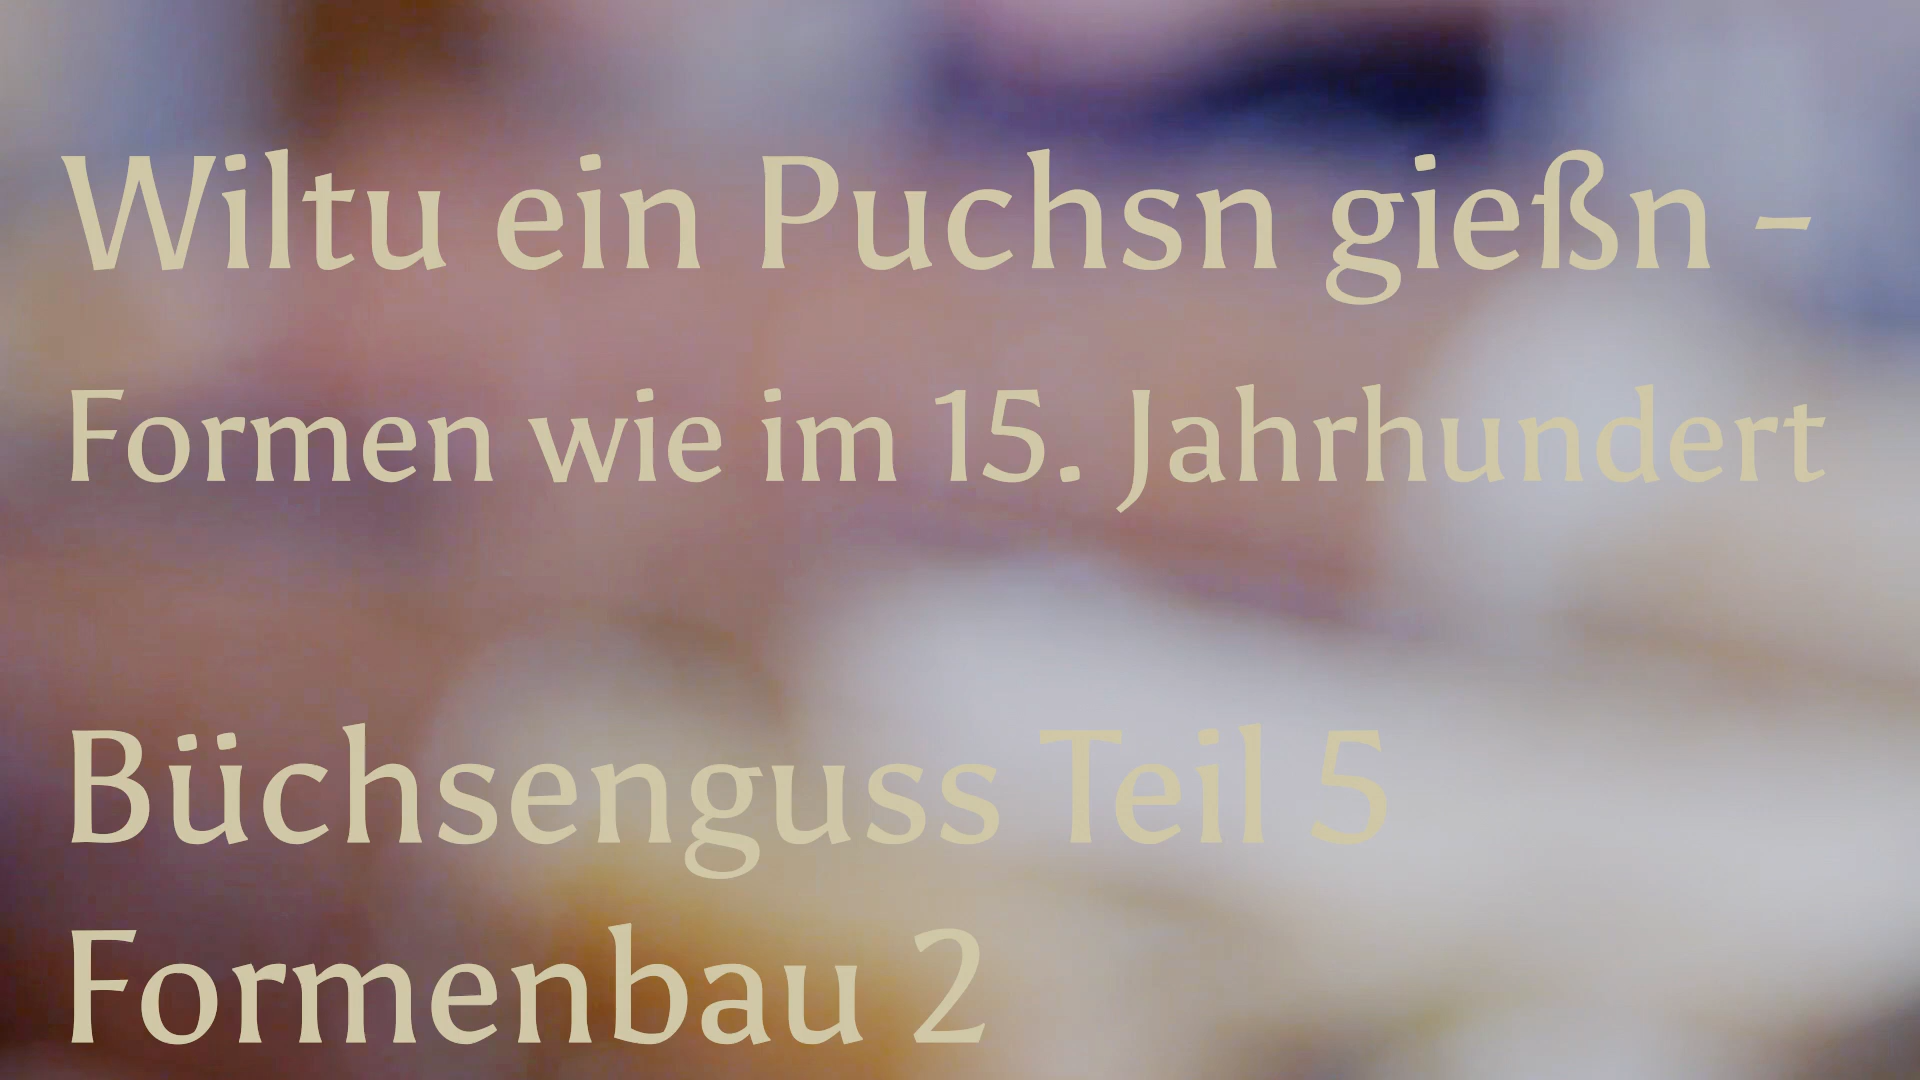 Wiltu ein Puchsn gießn -
Formen wie im 15. Jahrhundert
Büchsenguss Teil 5
Formenbau 2